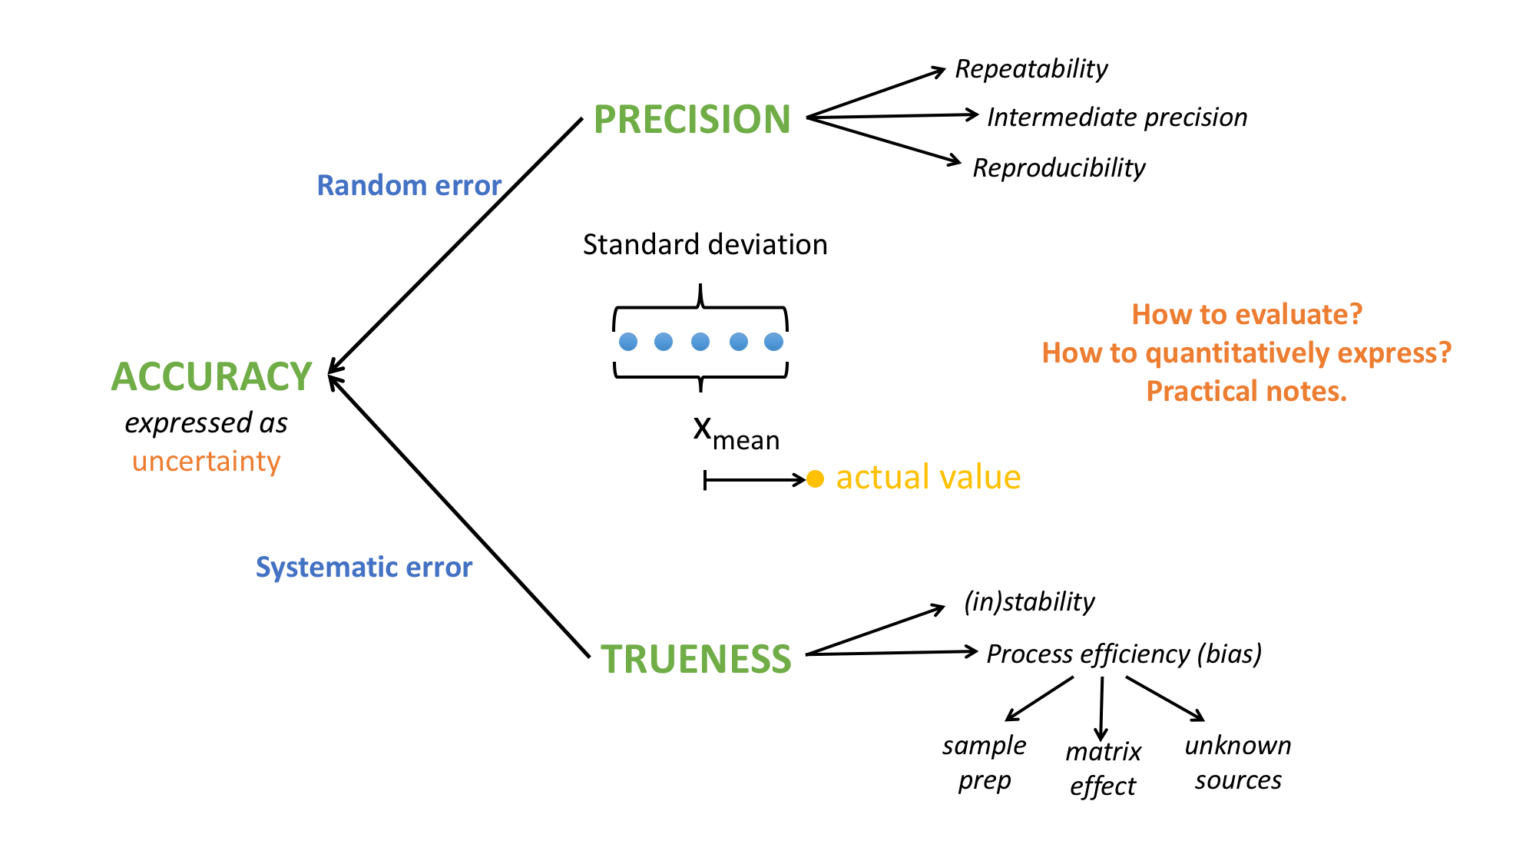 Repeatability
PRECISION
Intermediate precision
Reproducibility
Random error
Standard deviation
How to evaluate?
How to quantitatively express?
Practical notes.
ACCURACY
expressed as
uncertainty
xmean
actual value
Systematic error
(in)stability
TRUENESS
Process efficiency (bias)
sample
prep
matrix
effect
unknown
sources